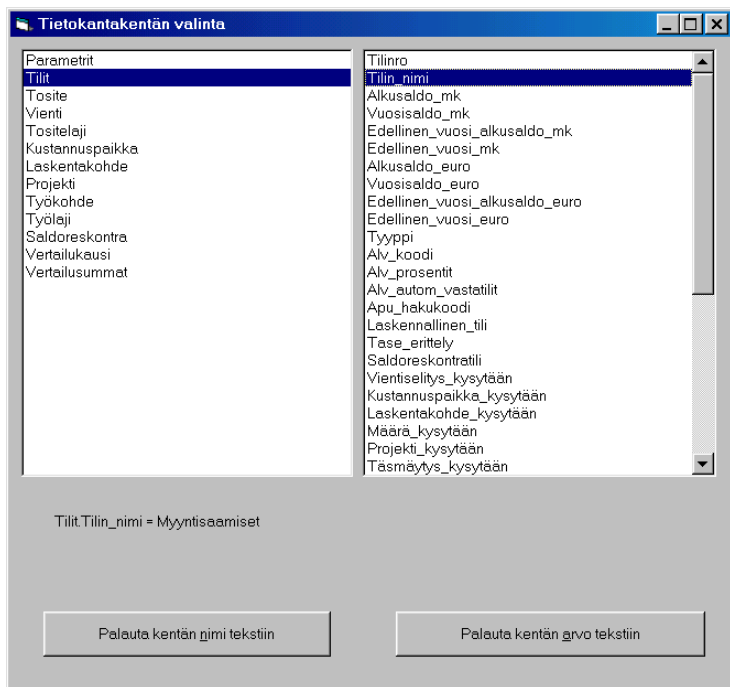 Tietokantakentän valinta
Parametrit
Tilit
Tosite
Vienti
Tositelaji
Kustannuspaikka
Laskentakohde
Projekti
Työkohde
Työlaji
Saldoreskontra
Vertailukausi
Vertailusummat
Tilinro
Tilin_nimi
Alkusaldo_mk
Vuosisaldo_mk
Edellinen_vuosi_alkusaldo_mk
Edellinen_vuosi_mk
Alkusaldo_euro
Vuosisaldo_euro
Edellinen_vuosi_alkusaldo_euro
Edellinen_vuosi_euro
Tyyppi
Alv_koodi
Alv_prosentit
Alv_autom_vastatilit
Apu_hakukoodi
Laskennallinen_tili
Tase_erittely
Saldoreskontratili
Vientiselitys_kysytään
Kustannuspaikka_kysytään
Laskentakohde_kysytään
Määrä_kysytään
Projekti_kysytään
Täsmäytys_kysytään
Tilit.Tilin_nimi = Myyntisaamiset
Palauta kentän nimi tekstiin
Palauta kentän arvo tekstiin